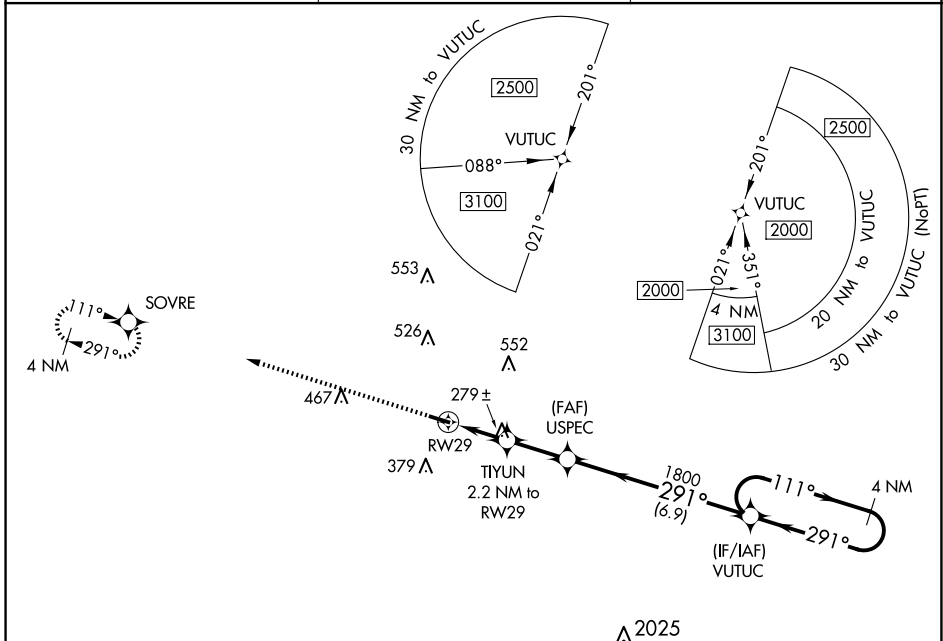 30 NM to VUTUC
2500
201°
VUTUC
088°
3100
021°
2500
201°
VUTUC
2000
021°
351°
2000
4 NM
3100
20 NM to VUTUC
30 NM to VUTUC (NoPT)
553
526
552
SOVRE
111°
291°
4 NM
467
279 ±
(FAF)
USPEC
RW29
379
TIYUN
2.2 NM to
RW29
1800
291°
(6.9)
111°
4 NM
291°
(IF/IAF)
VUTUC
2025